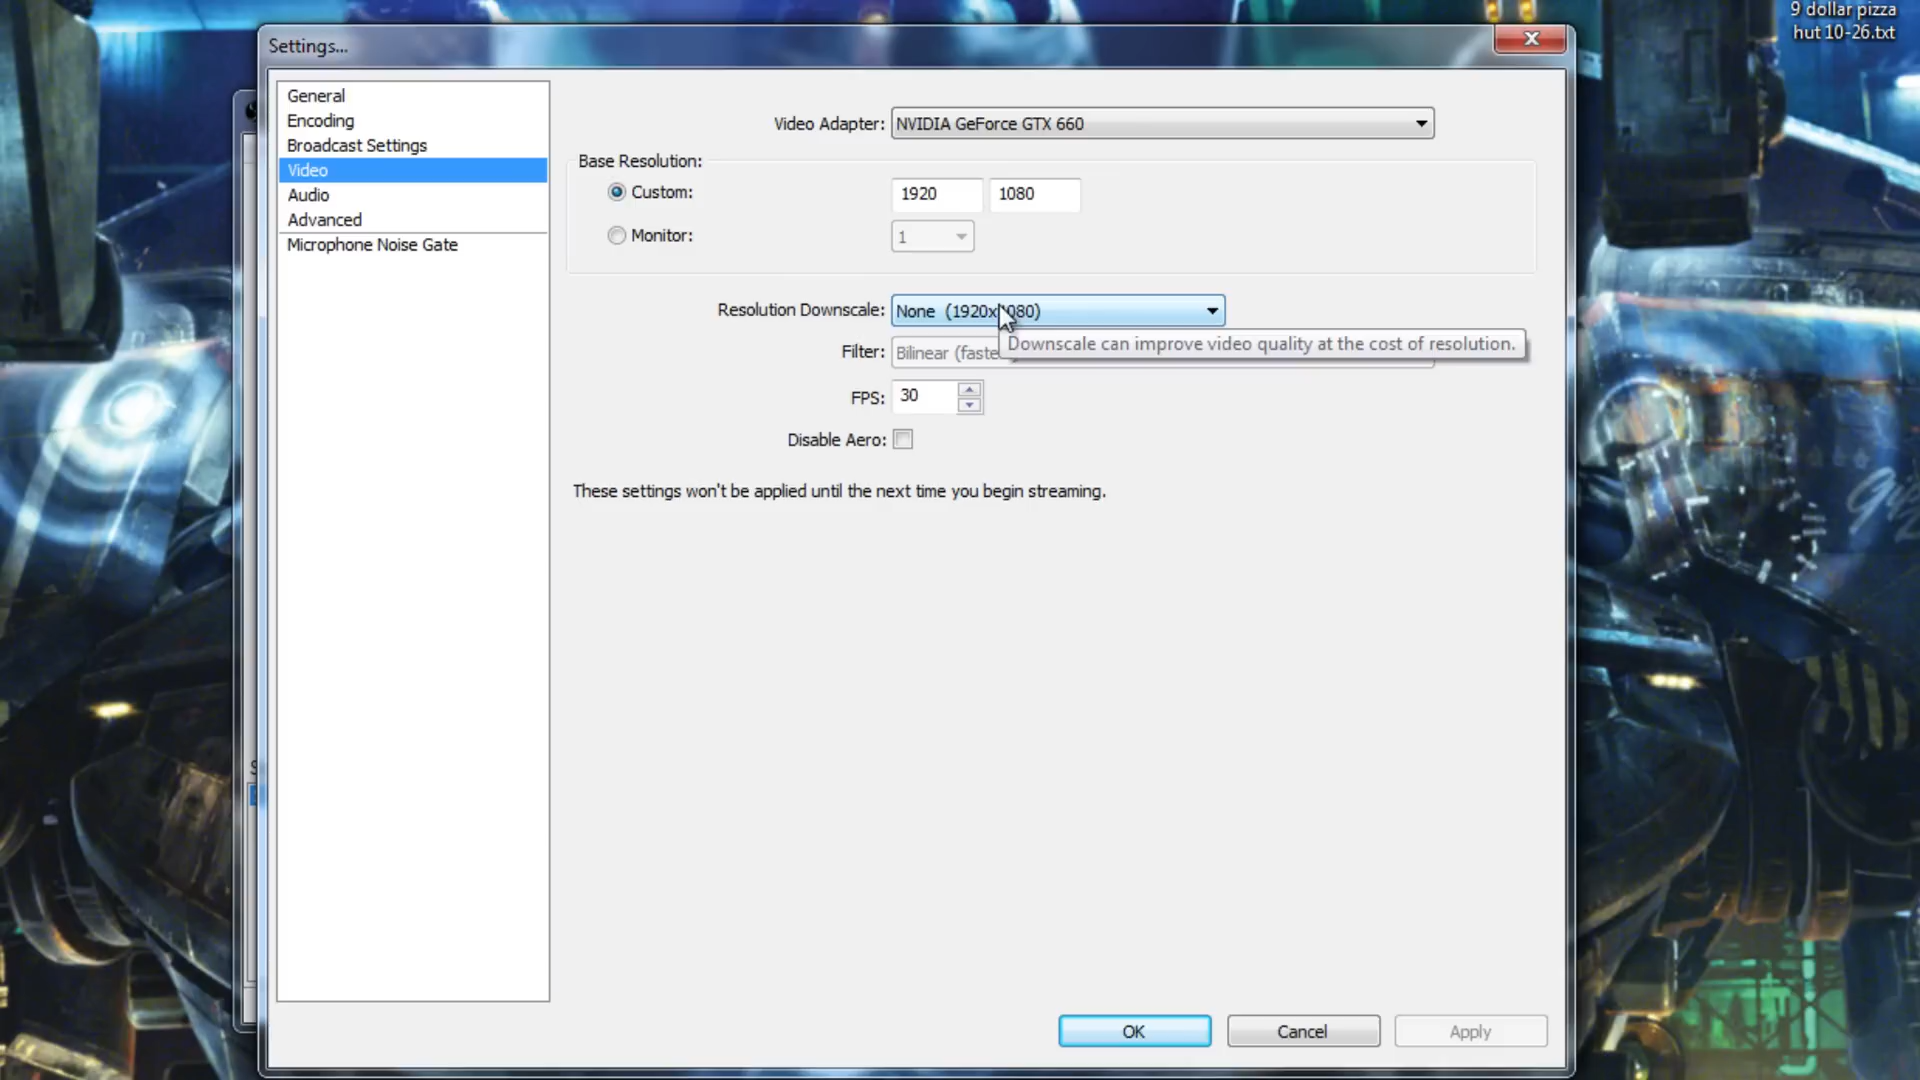 9 dollar pizza
hut 10-26.txt
Settings...
General
Encoding
Broadcast Settings
Video
Audio
Advanced
Microphone Noise Gate
Video Adapter: NVIDIA GeForce GTX 660
Base Resolution:
Custom: 1920 1080
Monitor: 1
Resolution Downscale: None (1920x1080)
Downscale can improve video quality at the cost of resolution.
Filter: Bilinear
FPS: 30
Disable Aero:
These settings won't be applied until the next time you begin streaming.
OK Cancel Apply